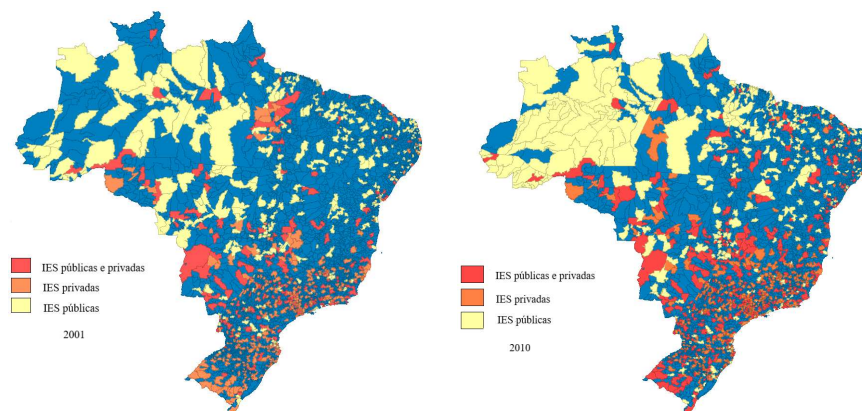 IES públicas e privadas
IES privadas
IES públicas
2001
IES públicas e privadas
IES privadas
IES públicas
2010